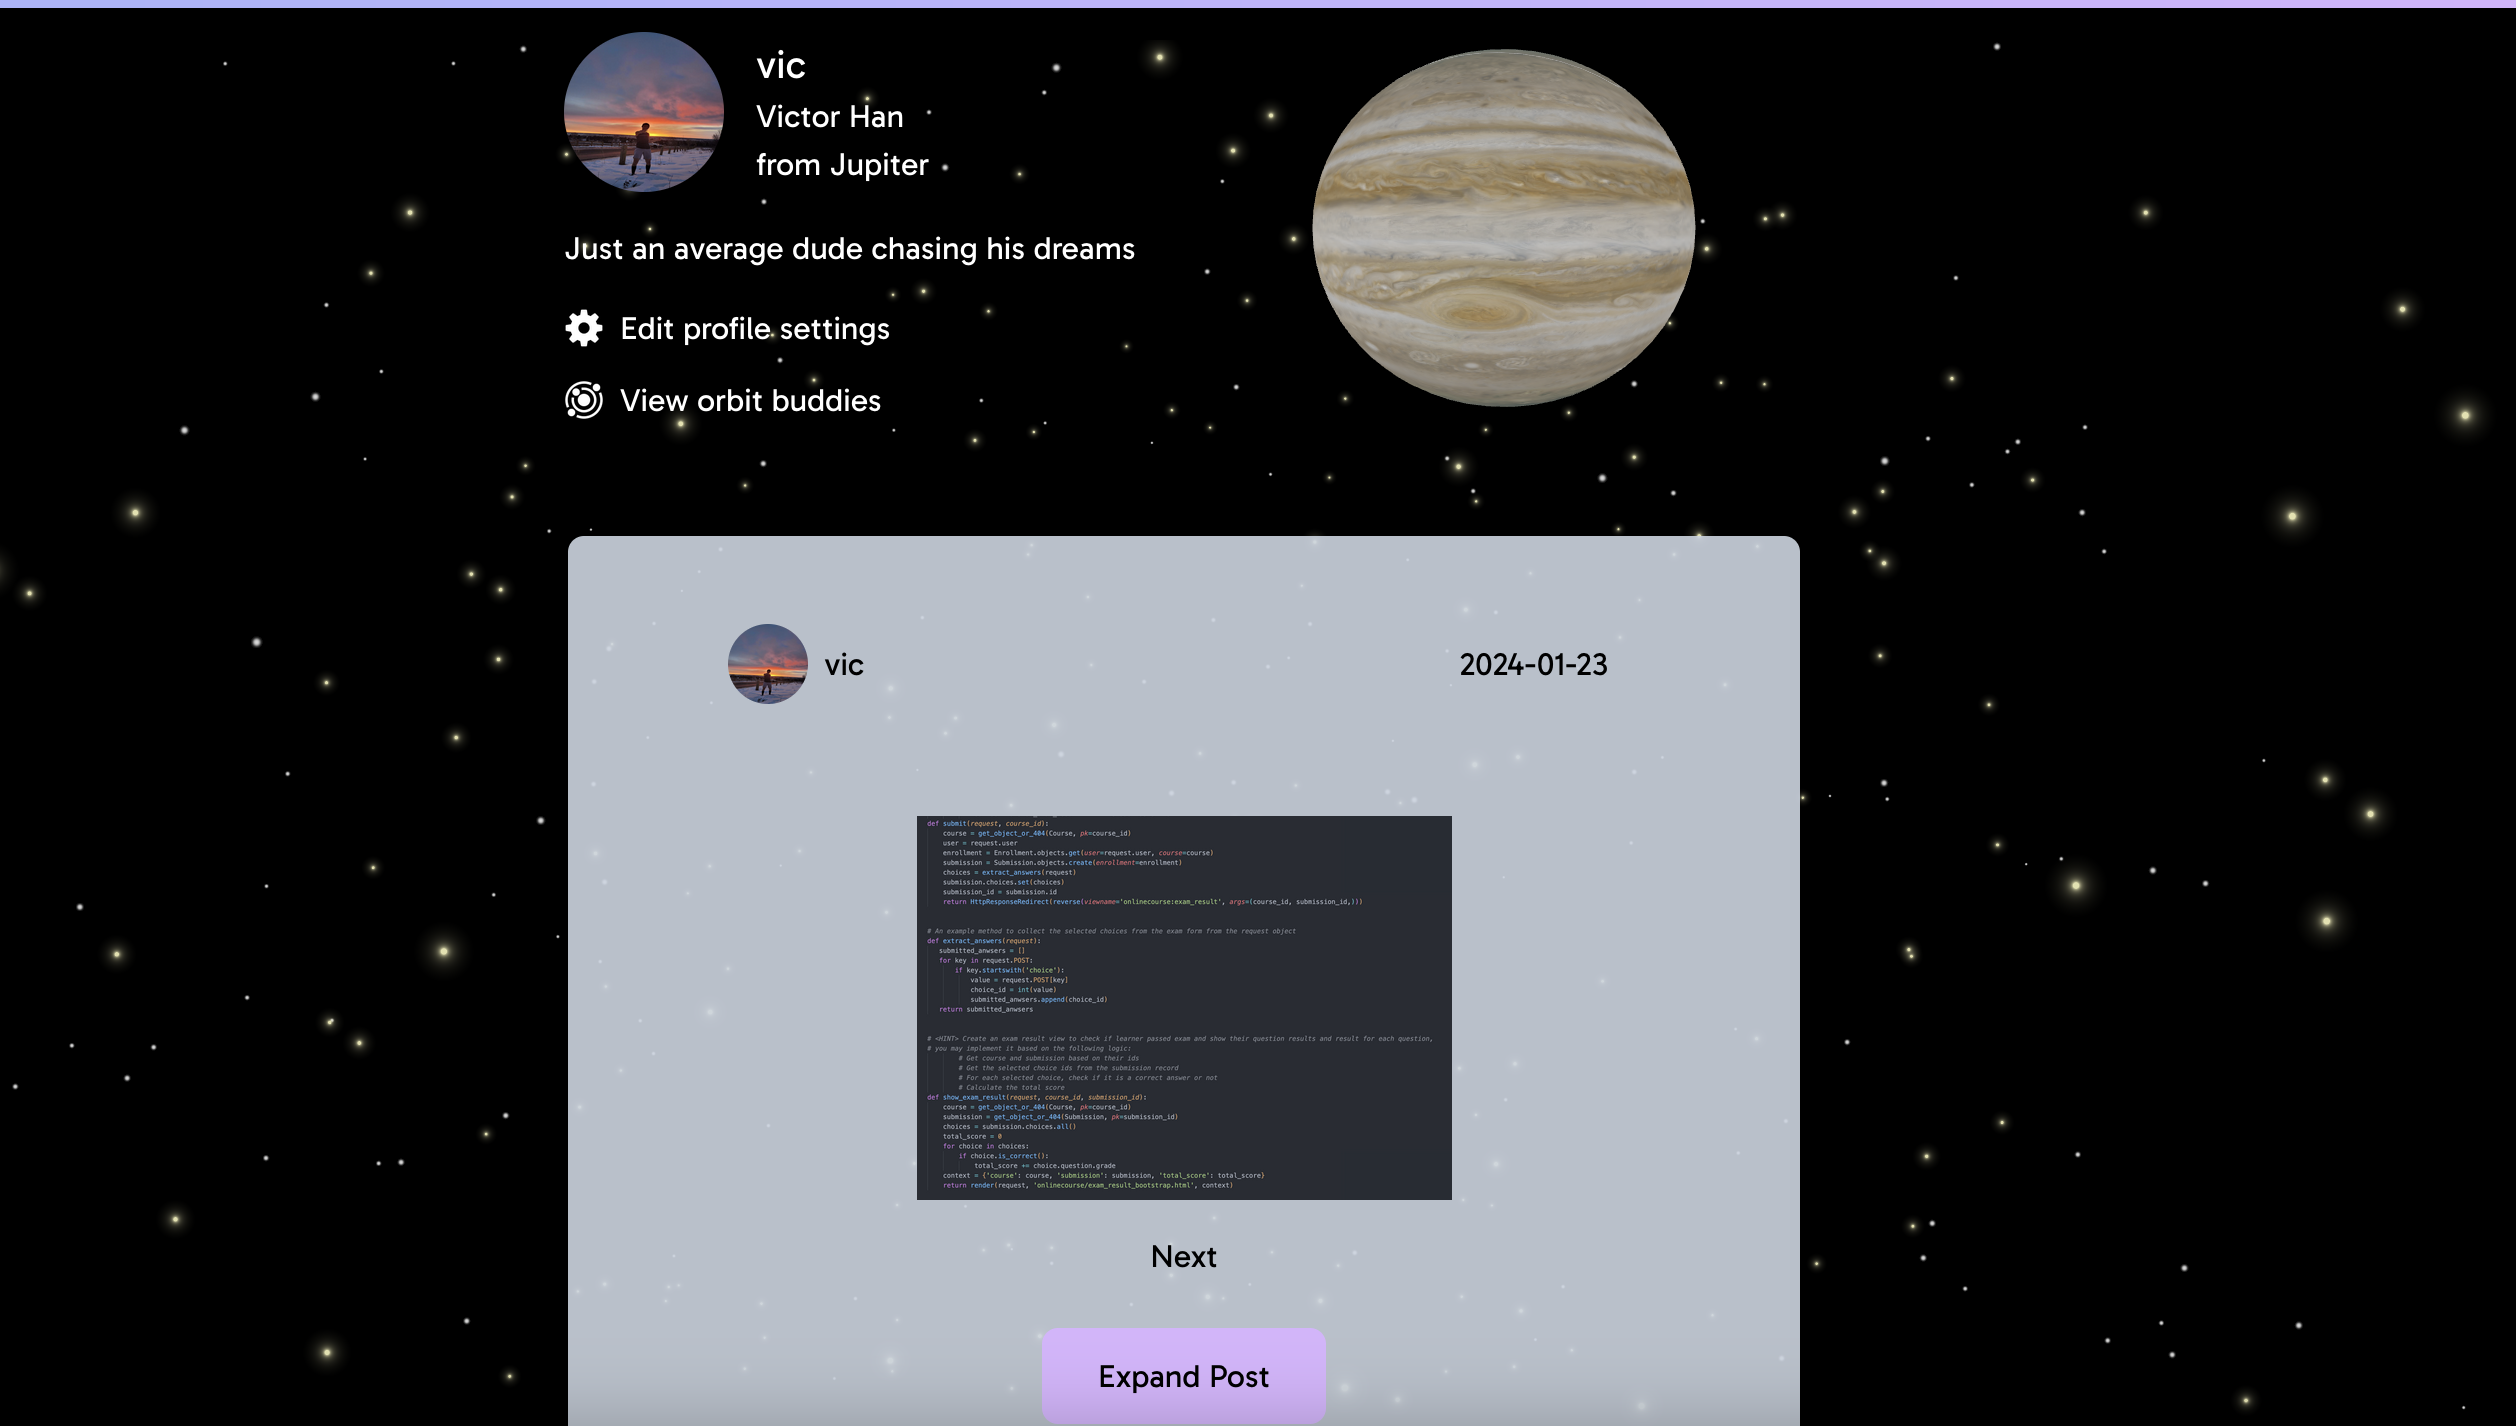 vic
Victor Han
from Jupiter
Just an average dude chasing his dreams
Edit profile settings
View orbit buddies
vic
2024-01-23
def submit(request, course_id):
course = get_object_or_404(Course, pk=course_id)
user = request.user
enrollment = Enrollment.objects.get(user=request.user, course=course)
submission = Submission.objects.create(enrollment=enrollment)
choices = extract_answers(request)
submission.choices.set(choices)
submission_id = submission.id
return HttpResponseRedirect(reverse(viewname='onlinecourse:exam_result', args=(course_id, submission_id,)))
# An example method to collect the selected choices from the exam form from the request object
def extract_answers(request):
submitted_anwsers = []
for key in request.POST:
if key.startswith('choice'):
value = request.POST[key]
choice_id = int(value)
submitted_anwsers.append(choice_id)
return submitted_anwsers
# <HINT> Create an exam result view to check if learner passed exam and show their question results and result for each question,
# you may implement it based on the following logic:
# Get course and submission based on their ids
# Get the selected choice ids from the submission record
# For each selected choice, check if it is a correct answer or not
# Calculate the total score
def show_exam_result(request, course_id, submission_id):
course = get_object_or_404(Course, pk=course_id)
submission = get_object_or_404(Submission, pk=submission_id)
choices = submission.choices.all()
total_score = 0
for choice in choices:
if choice.is_correct():
total_score += choice.question.grade
context = {'course': course, 'submission': submission, 'total_score': total_score}
return render(request, 'onlinecourse/exam_result_bootstrap.html', context)
Next
Expand Post